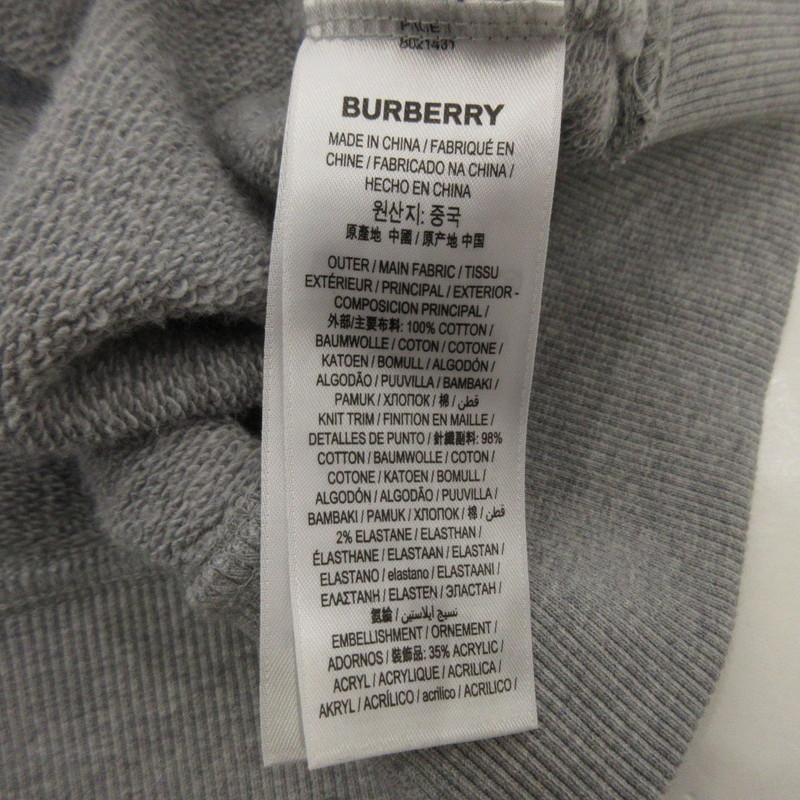 8021431
BURBERRY
MADE IN CHINA / FABRIQUÉ EN
CHINE / FABRICADO NA CHINA /
HECHO EN CHINA
원산지: 중국
原產地 中國 / 原产地 中国
OUTER / MAIN FABRIC / TISSU
EXTÉRIEUR / PRINCIPAL / EXTERIOR -
COMPOSICION PRINCIPAL /
外部/主要布料: 100% COTTON /
BAUMWOLLE / COTON / COTONE /
KATOEN / BOMULL / ALGODÓN /
ALGODÃO / PUUVILLA / BAMBAKI /
PAMUK / ХЛОПОК / 棉 / قطن /
KNIT TRIM / FINITION EN MAILLE /
DETALLES DE PUNTO / 針織副料: 98%
COTTON / BAUMWOLLE / COTON /
COTONE / KATOEN / BOMULL /
ALGODÓN / ALGODÃO / PUUVILLA /
BAMBAKI / PAMUK / ХЛОПОК / 棉 / قطن
2% ELASTANE / ELASTHAN /
ÉLASTHANE / ELASTAAN / ELASTAN /
ELASTANO / elastano / ELASTAANI /
ΕΛΑΣΤΑΝΗ / ELASTEN / ЭЛАСТАН /
氨綸 / نسيج إيلاستين /
EMBELLISHMENT / ORNEMENT /
ADORNOS / 裝飾品: 35% ACRYLIC /
ACRYL / ACRYLIQUE / ACRILICA /
AKRYL / ACRÍLICO / acrílico / ACRILICO /